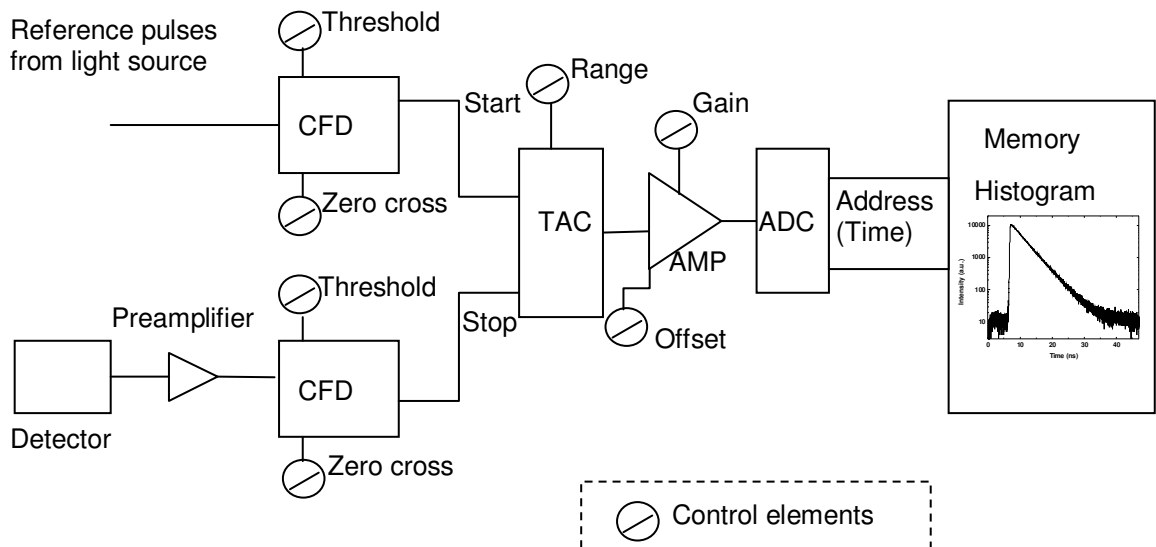 Reference pulses
from light source
Threshold
CFD
Zero cross
Start
Range
TAC
Gain
AMP
Offset
ADC
Address
(Time)
Memory
Histogram
Intensity (a.u.)
10000
1000
100
10
0
10
20
30
40
Time (ns)
Detector
Preamplifier
Threshold
CFD
Zero cross
Stop
Control elements